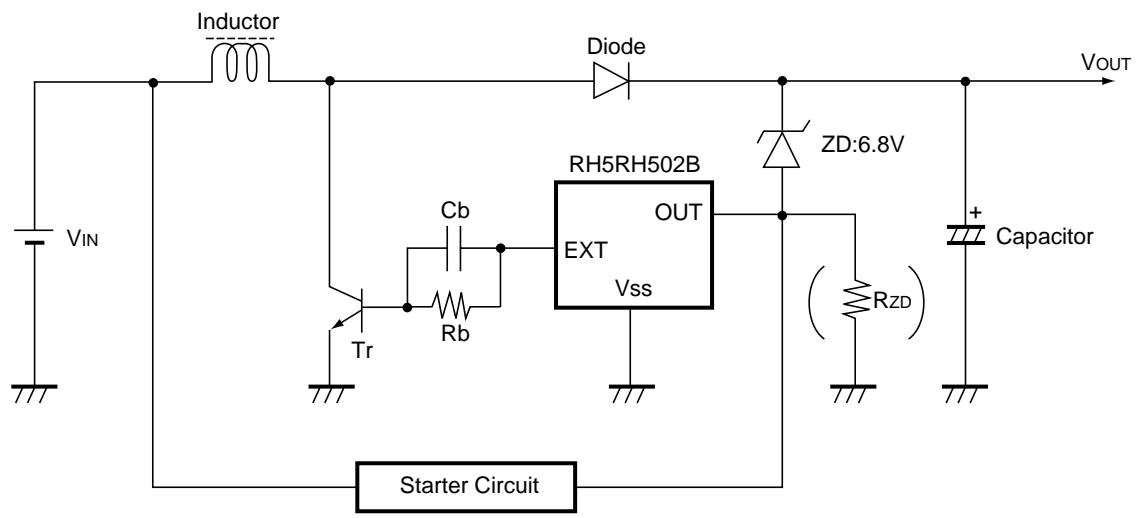 Inductor
Diode
VOUT
ZD:6.8V
RH5RH502B
OUT
Cb
VIN
EXT
+
Capacitor
Vss
RZD
Rb
Tr
Starter Circuit